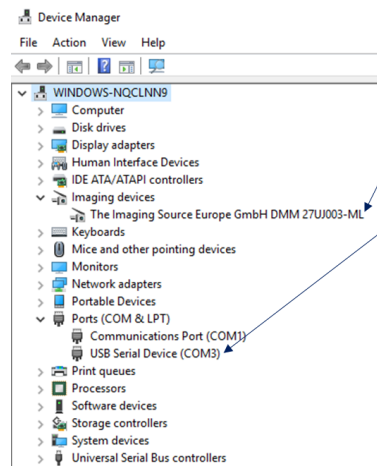 Device Manager
File Action View Help
WINDOWS-NQCLNN9
Computer
Disk drives
Display adapters
Human Interface Devices
IDE ATA/ATAPI controllers
Imaging devices
The Imaging Source Europe GmbH DMM 27UJ003-ML
Keyboards
Mice and other pointing devices
Monitors
Network adapters
Portable Devices
Ports (COM & LPT)
Communications Port (COM1)
USB Serial Device (COM3)
Print queues
Processors
Software devices
Storage controllers
System devices
Universal Serial Bus controllers